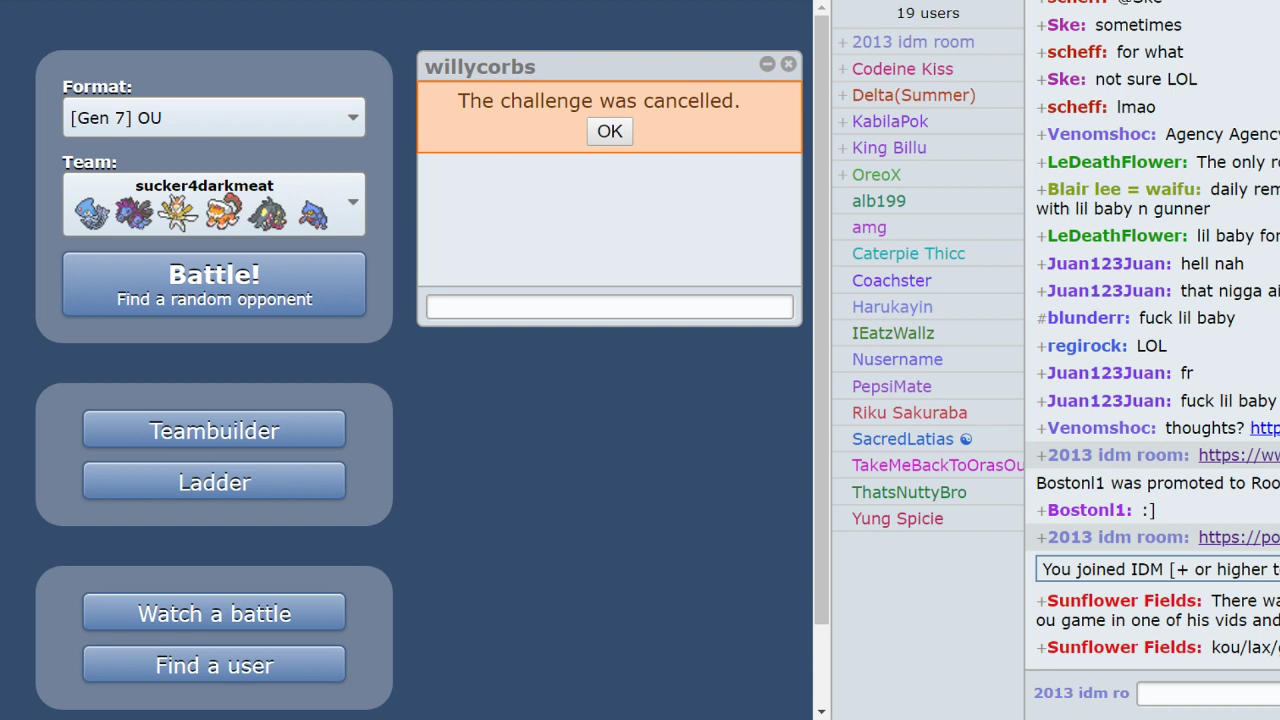 Format:
[Gen 7] OU
Team:
sucker4darkmeat
Battle!
Find a random opponent
Teambuilder
Ladder
Watch a battle
Find a user
willycorbs
The challenge was cancelled.
OK
19 users
+ 2013 idm room
+ Codeine Kiss
+ Delta(Summer)
+ KabilaPok
+ King Billu
+ OreoX
alb199
amg
Caterpie Thicc
Coachster
Harukayin
IEatzWallz
Nusername
PepsiMate
Riku Sakuraba
SacredLatias ☯
TakeMeBackToOrasOu
ThatsNuttyBro
Yung Spicie
+scheff: @Ske
+Ske: sometimes
+scheff: for what
+Ske: not sure LOL
+scheff: lmao
+Venomshoc: Agency Agency
+LeDeathFlower: The only
+Blair lee = waifu: daily rem
with lil baby n gunner
+LeDeathFlower: lil baby for
+Juan123Juan: hell nah
+Juan123Juan: that nigga ai
#blunderr: fuck lil baby
+regirock: LOL
+Juan123Juan: fr
+Juan123Juan: fuck lil baby
+Venomshoc: thoughts? http
+2013 idm room: https://ww
Bostonl1 was promoted to Roo
+Bostonl1: :]
+2013 idm room: https://po
You joined IDM [+ or higher t
+Sunflower Fields: There wa
ou game in one of his vids and
+Sunflower Fields: kou/lax/
2013 idm ro